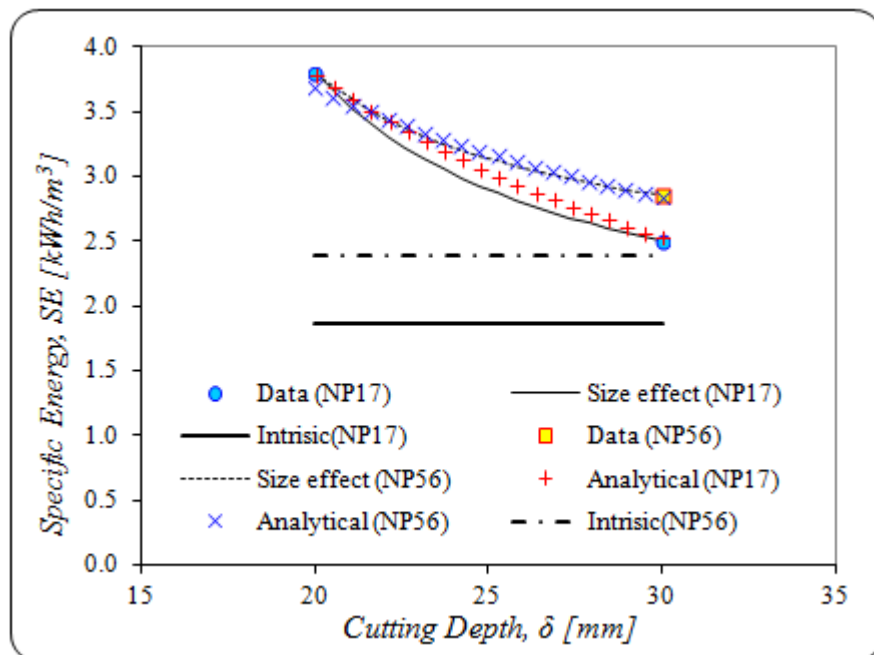 4.0
3.5
3.0
2.5
2.0
1.5
1.0
0.5
0.0
Specific Energy, SE [kWh/m³]
Data (NP17)
Size effect (NP17)
Intrisic(NP17)
Data (NP56)
Size effect (NP56)
Analytical (NP17)
Analytical (NP56)
Intrisic(NP56)
15 20 25 30 35
Cutting Depth, δ [mm]